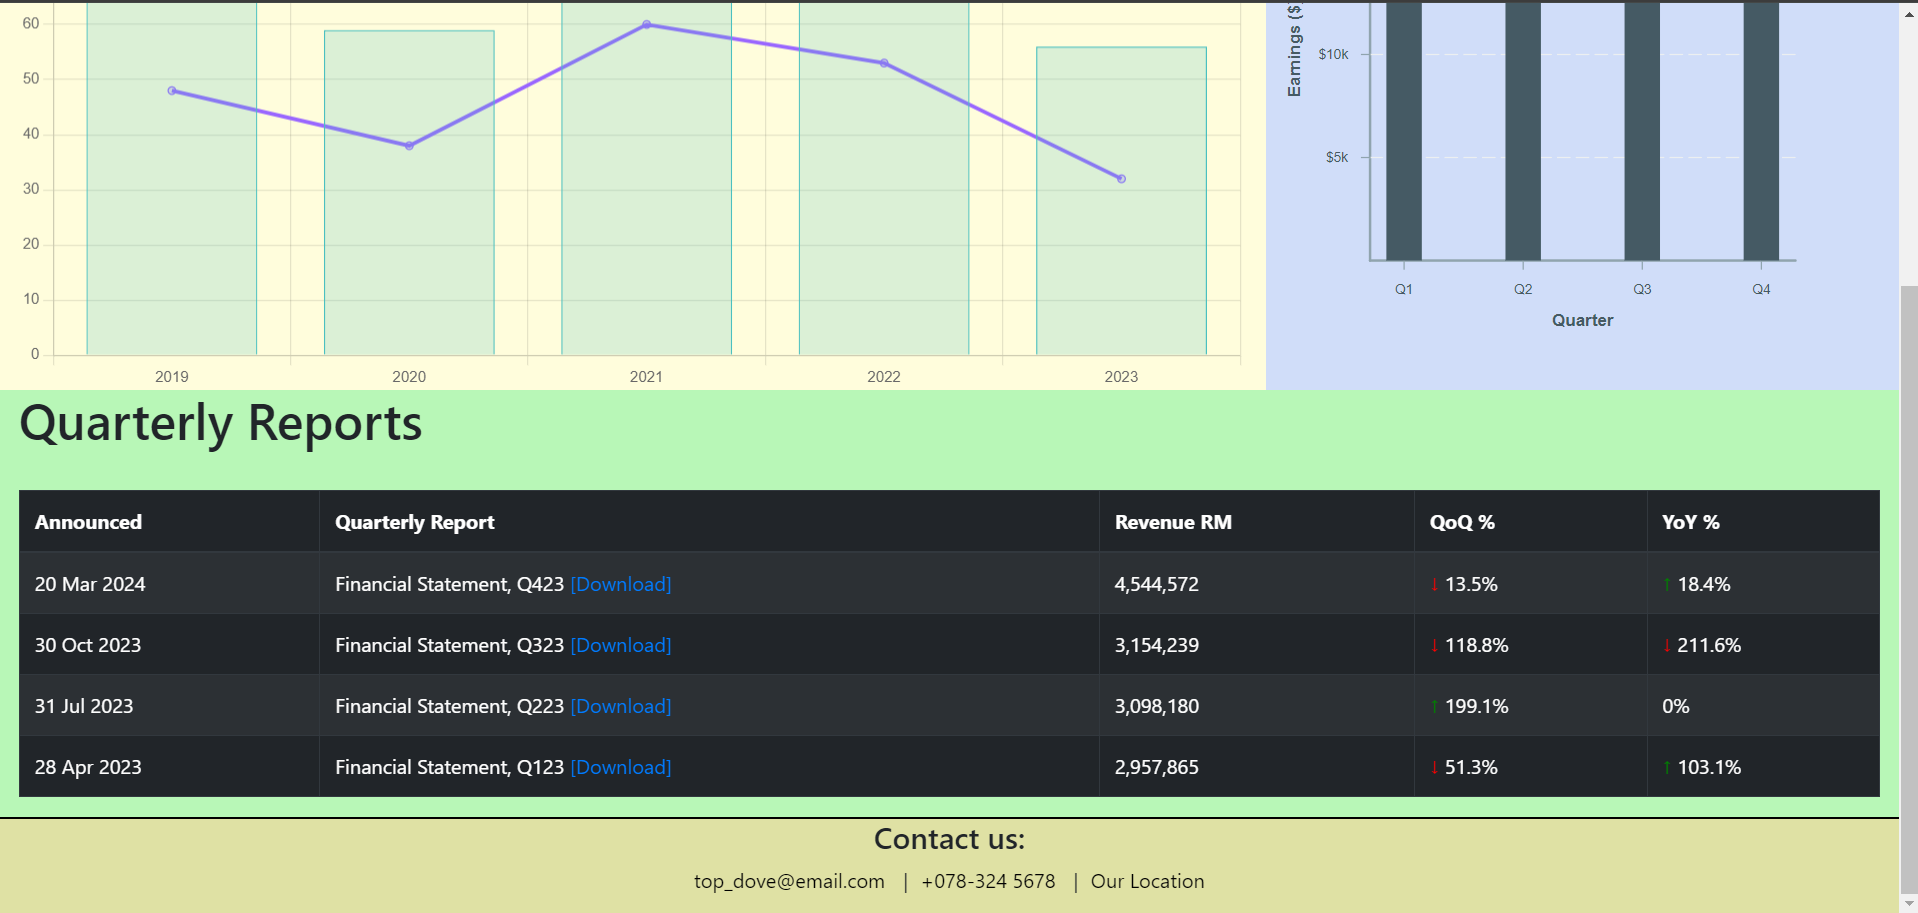 60
50
40
30
20
10
0
2019 2020 2021 2022 2023
Earnings ($
$10k
$5k
Q1 Q2 Q3 Q4
Quarter
Quarterly Reports
Announced Quarterly Report Revenue RM QoQ % YoY %
20 Mar 2024 Financial Statement, Q423 [Download] 4,544,572 ↓ 13.5% ↑ 18.4%
30 Oct 2023 Financial Statement, Q323 [Download] 3,154,239 ↓ 118.8% ↓ 211.6%
31 Jul 2023 Financial Statement, Q223 [Download] 3,098,180 ↑ 199.1% 0%
28 Apr 2023 Financial Statement, Q123 [Download] 2,957,865 ↓ 51.3% ↑ 103.1%
Contact us:
top_dove@email.com | +078-324 5678 | Our Location